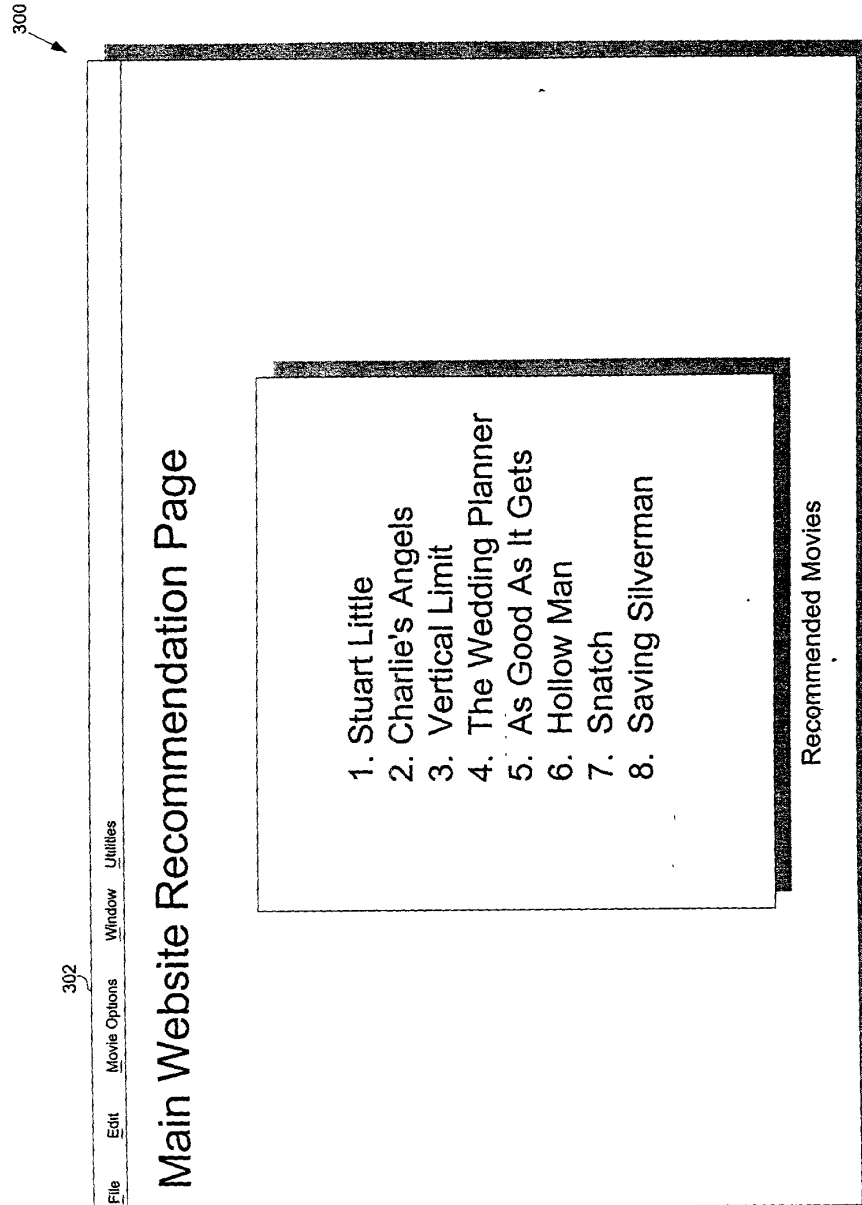 300
302
File Edit Movie Options Window Utilities
Main Website Recommendation Page
1. Stuart Little
2. Charlie's Angels
3. Vertical Limit
4. The Wedding Planner
5. As Good As It Gets
6. Hollow Man
7. Snatch
8. Saving Silverman
Recommended Movies